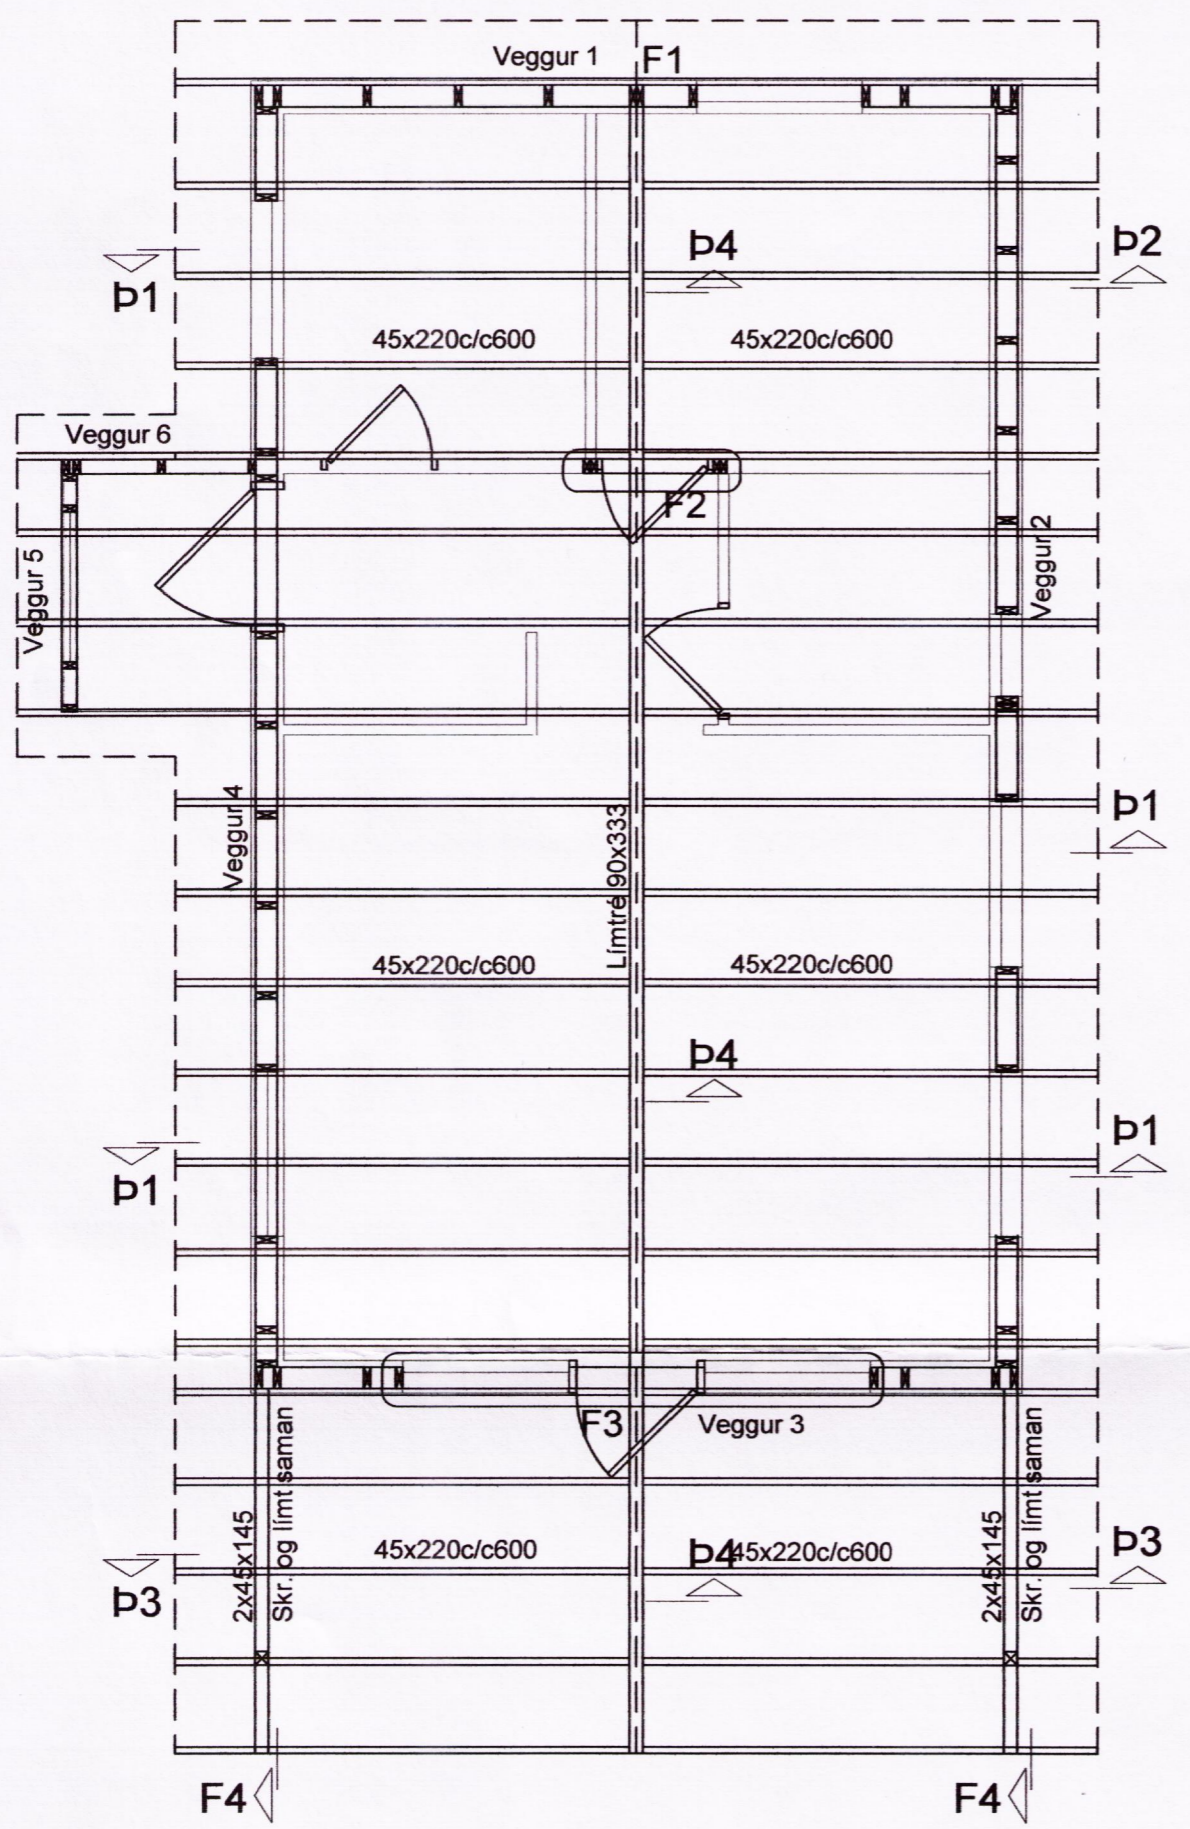 Veggur 1
F1
Þ1
Þ4
Þ2
45x220c/c600
45x220c/c600
Veggur 6
F2
Veggur 5
Veggur 2
Veggur 4
Límtré 90x333
Þ1
45x220c/c600
45x220c/c600
Þ4
Þ1
Þ1
F3
Veggur 3
2x45x145
Skr. og límt saman
2x45x145
Skr. og límt saman
45x220c/c600
Þ4
45x220c/c600
Þ3
Þ3
F4
F4